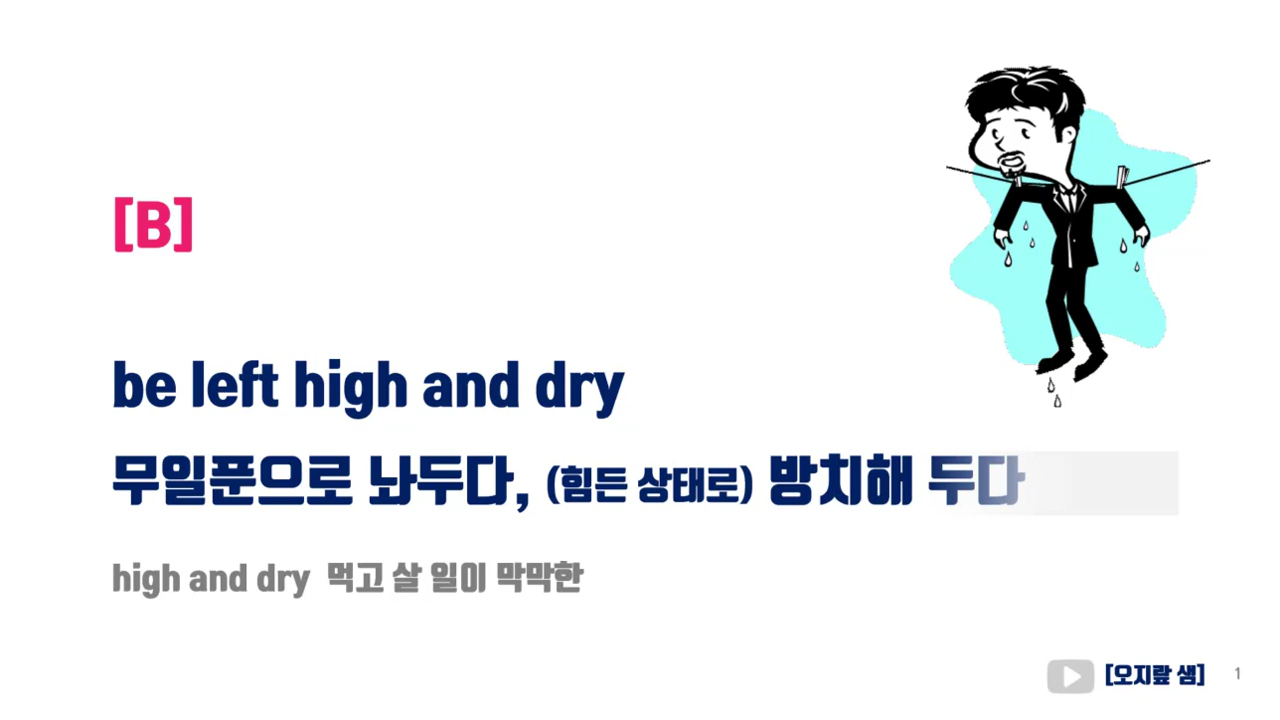 [B]
be left high and dry
무일푼으로 놔두다, (힘든 상태로) 방치해 두다
high and dry 먹고 살 일이 막막한
[오지랖 샘] 1